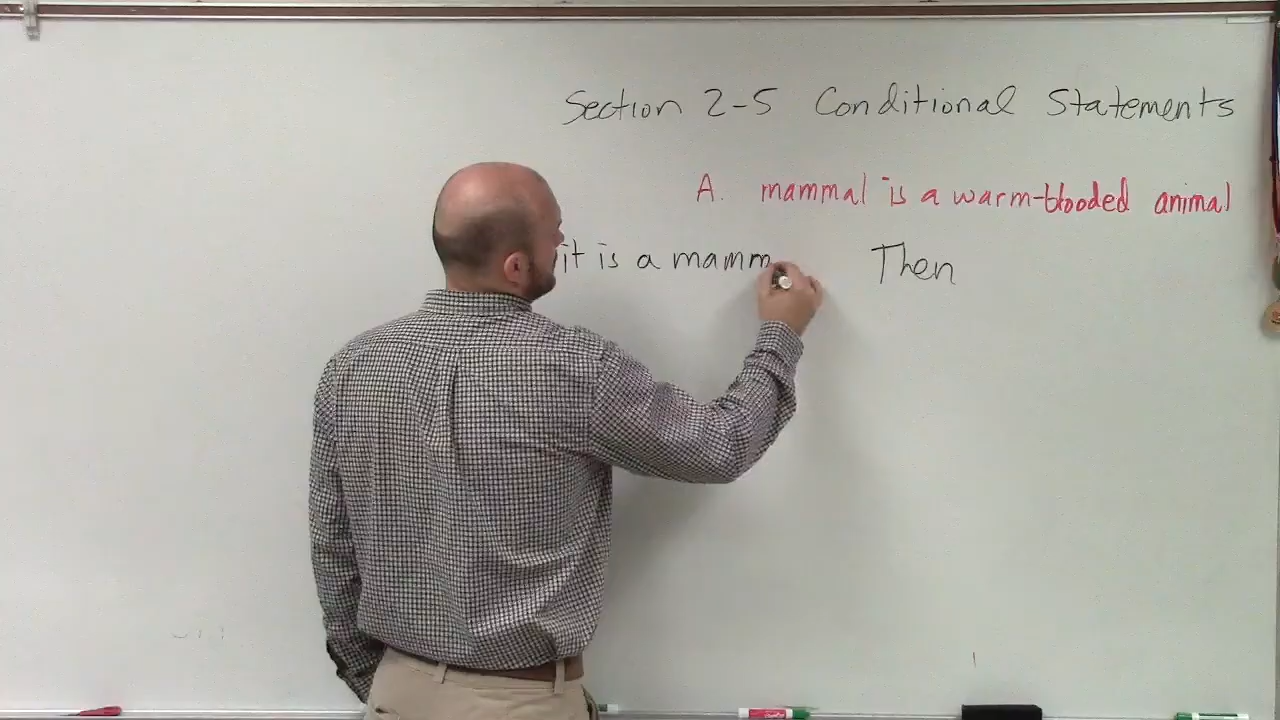 Section 2-5 Conditional Statements
A. mammal is a warm-blooded animal
it is a mamm Then